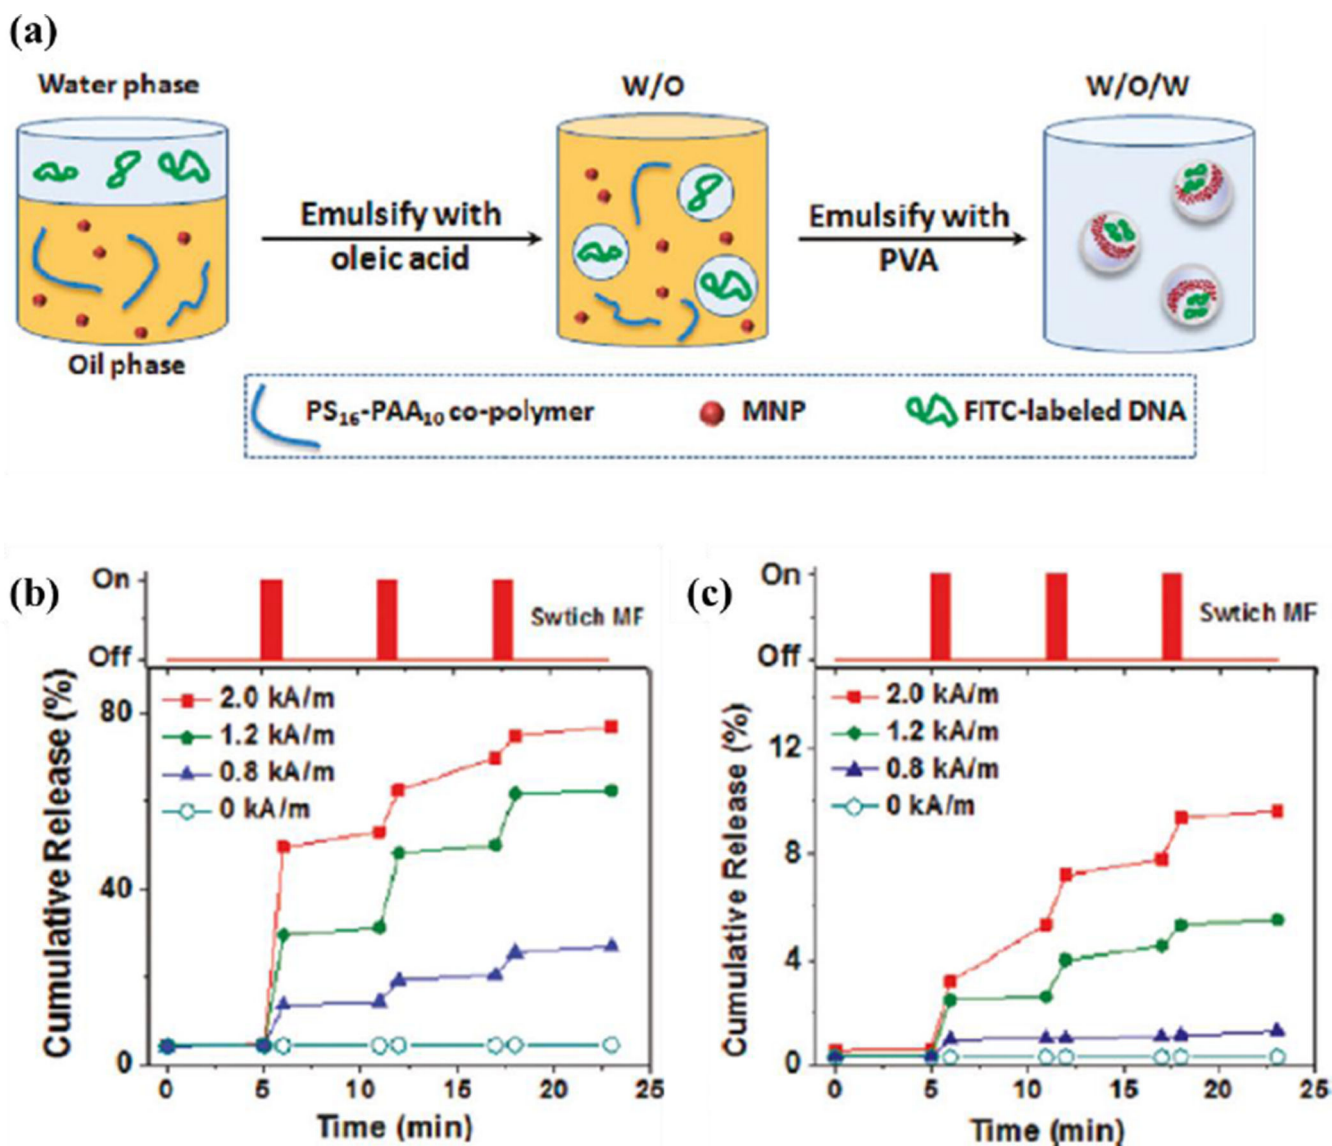 (a)
Water phase
W/O
W/O/W
Emulsify with
oleic acid
Emulsify with
PVA
Oil phase
PS16-PAA10 co-polymer
MNP
FITC-labeled DNA
(b)
On
Off
Swtich MF
2.0 kA/m
1.2 kA/m
0.8 kA/m
0 kA/m
Cumulative Release (%)
80
40
0
0 5 10 15 20 25
Time (min)
(c)
On
Off
Swtich MF
2.0 kA/m
1.2 kA/m
0.8 kA/m
0 kA/m
Cumulative Release (%)
12
8
4
0
0 5 10 15 20 25
Time (min)